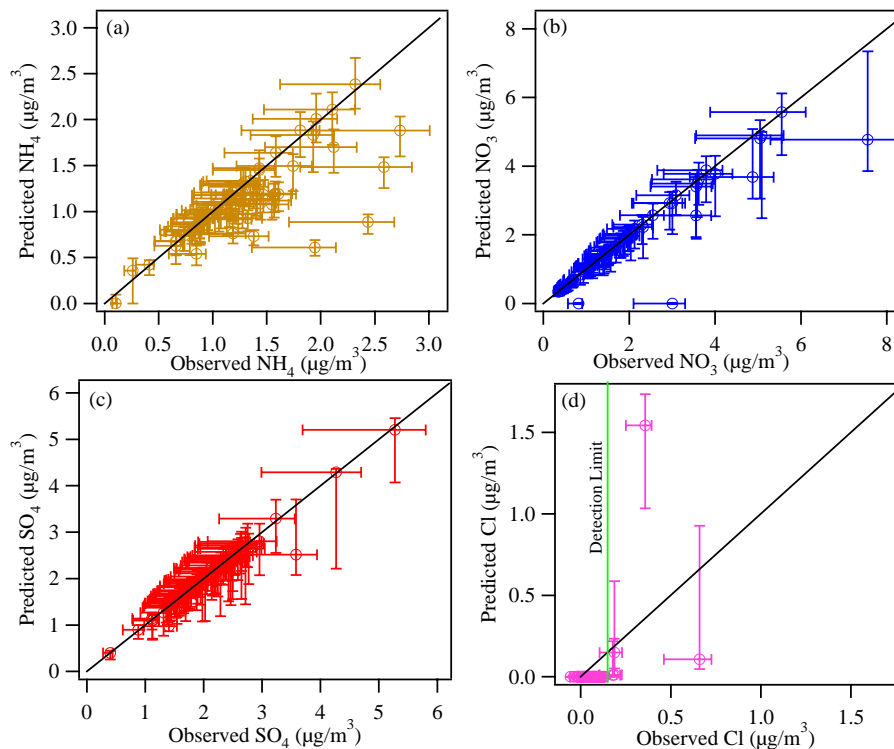 (a)
3.0
2.5
2.0
1.5
1.0
0.5
0.0
Predicted NH4 (µg/m3)
0.0 0.5 1.0 1.5 2.0 2.5 3.0
Observed NH4 (µg/m3)
(b)
8
6
4
2
0
Predicted NO3 (µg/m3)
0 2 4 6 8
Observed NO3 (µg/m3)
(c)
6
5
4
3
2
1
0
Predicted SO4 (µg/m3)
0 1 2 3 4 5 6
Observed SO4 (µg/m3)
(d)
1.5
1.0
0.5
0.0
Predicted Cl (µg/m3)
Detection Limit
0.0 0.5 1.0 1.5
Observed Cl (µg/m3)